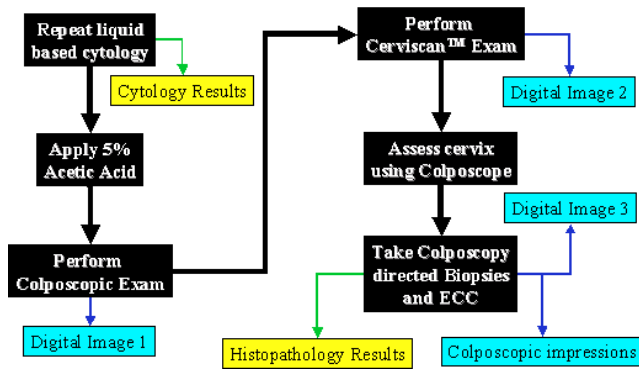 Repeat liquid
based cytology
Cytology Results
Apply 5%
Acetic Acid
Perform
Colposcopic Exam
Digital Image 1
Perform
Cerviscan™ Exam
Digital Image 2
Assess cervix
using Colposcope
Digital Image 3
Take Colposcopy
directed Biopsies
and ECC
Histopathology Results
Colposcopic impressions